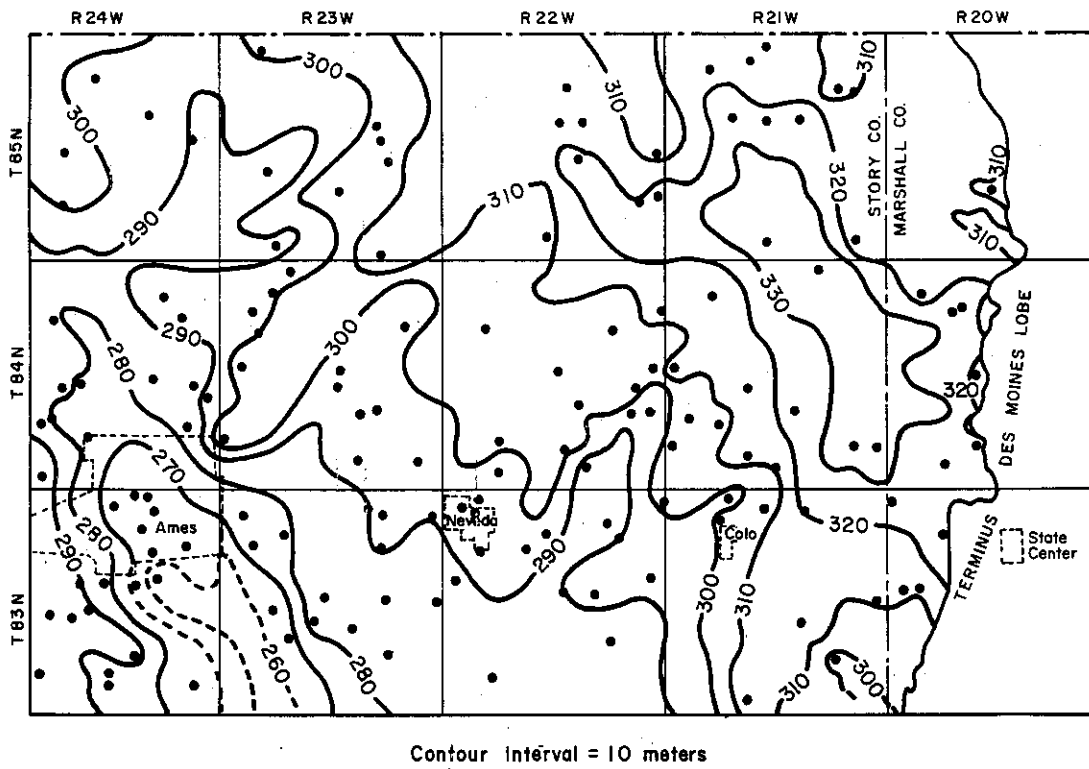 R24W R23W R22W R21W R20W
T85N
T84N
T83N
300
300
310
310
290
310
320
STORY CO.
MARSHALL CO.
310
310
330
290
300
280
320
DES MOINES LOBE
270
280
290
Ames
Nevada
290
Colo
320
TERMINUS
State
Center
300
310
260
280
310
300
Contour interval = 10 meters